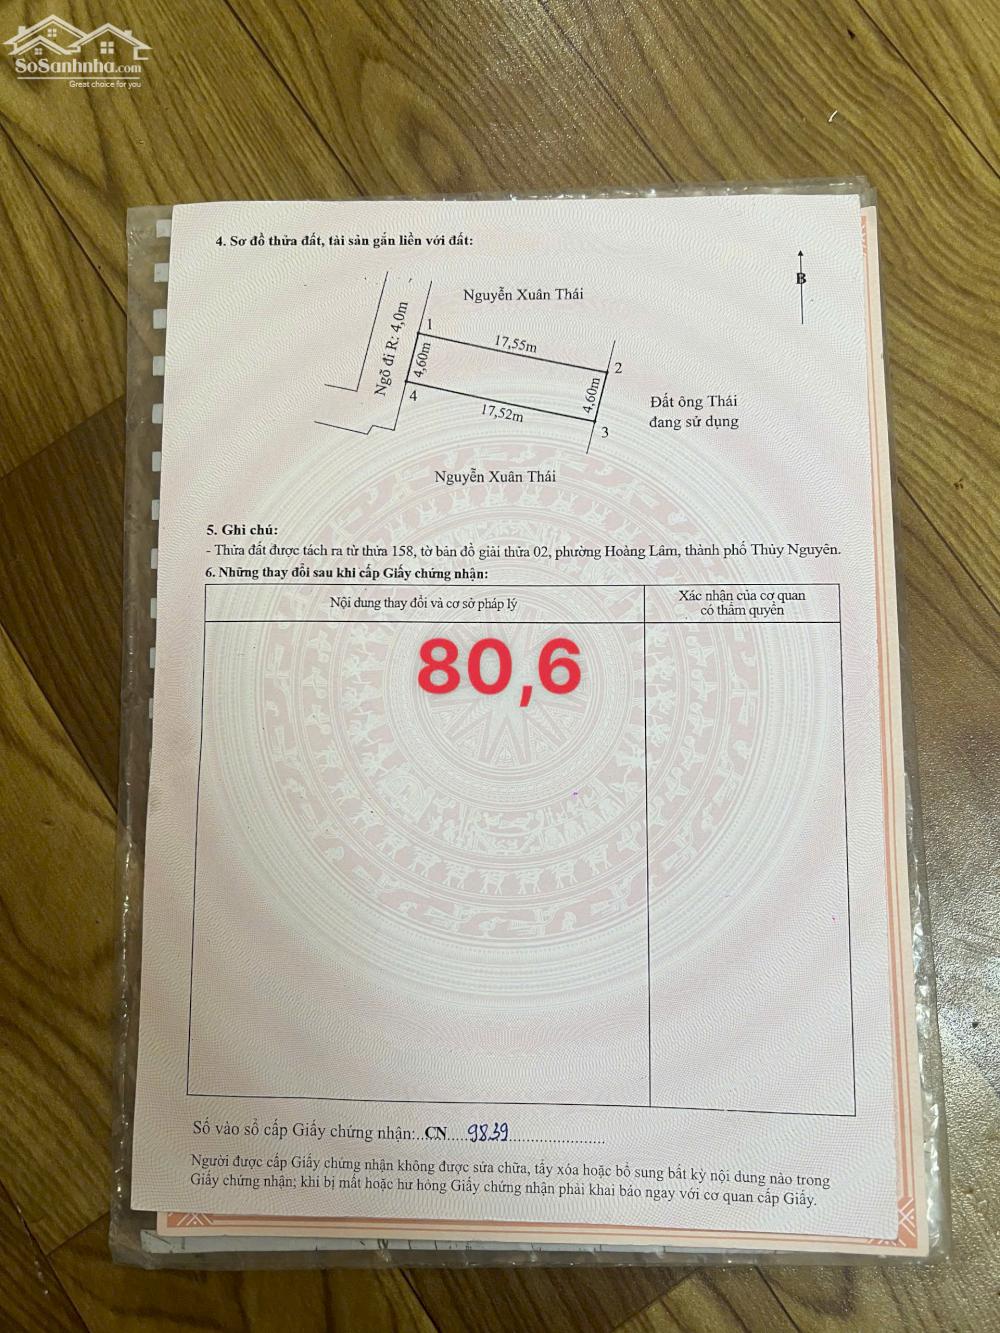 SoSanhnha.com
Great choice for you
4. Sơ đồ thửa đất, tài sản gắn liền với đất:
B
Nguyễn Xuân Thái
Ngõ đi R: 4,0m
1
17,55m
2
4,60m
4,60m
4
17,52m
3
Đất ông Thái
đang sử dụng
Nguyễn Xuân Thái
5. Ghi chú:
- Thửa đất được tách ra từ thửa 158, tờ bản đồ giải thửa 02, phường Hoàng Lâm, thành phố Thủy Nguyên.
6. Những thay đổi sau khi cấp Giấy chứng nhận:
Nội dung thay đổi và cơ sở pháp lý
Xác nhận của cơ quan
có thẩm quyền
80,6
Số vào sổ cấp Giấy chứng nhận:..CN.....9839......................
Người được cấp Giấy chứng nhận không được sửa chữa, tẩy xóa hoặc bổ sung bất kỳ nội dung nào trong
Giấy chứng nhận; khi bị mất hoặc hư hỏng Giấy chứng nhận phải khai báo ngay với cơ quan cấp Giấy.